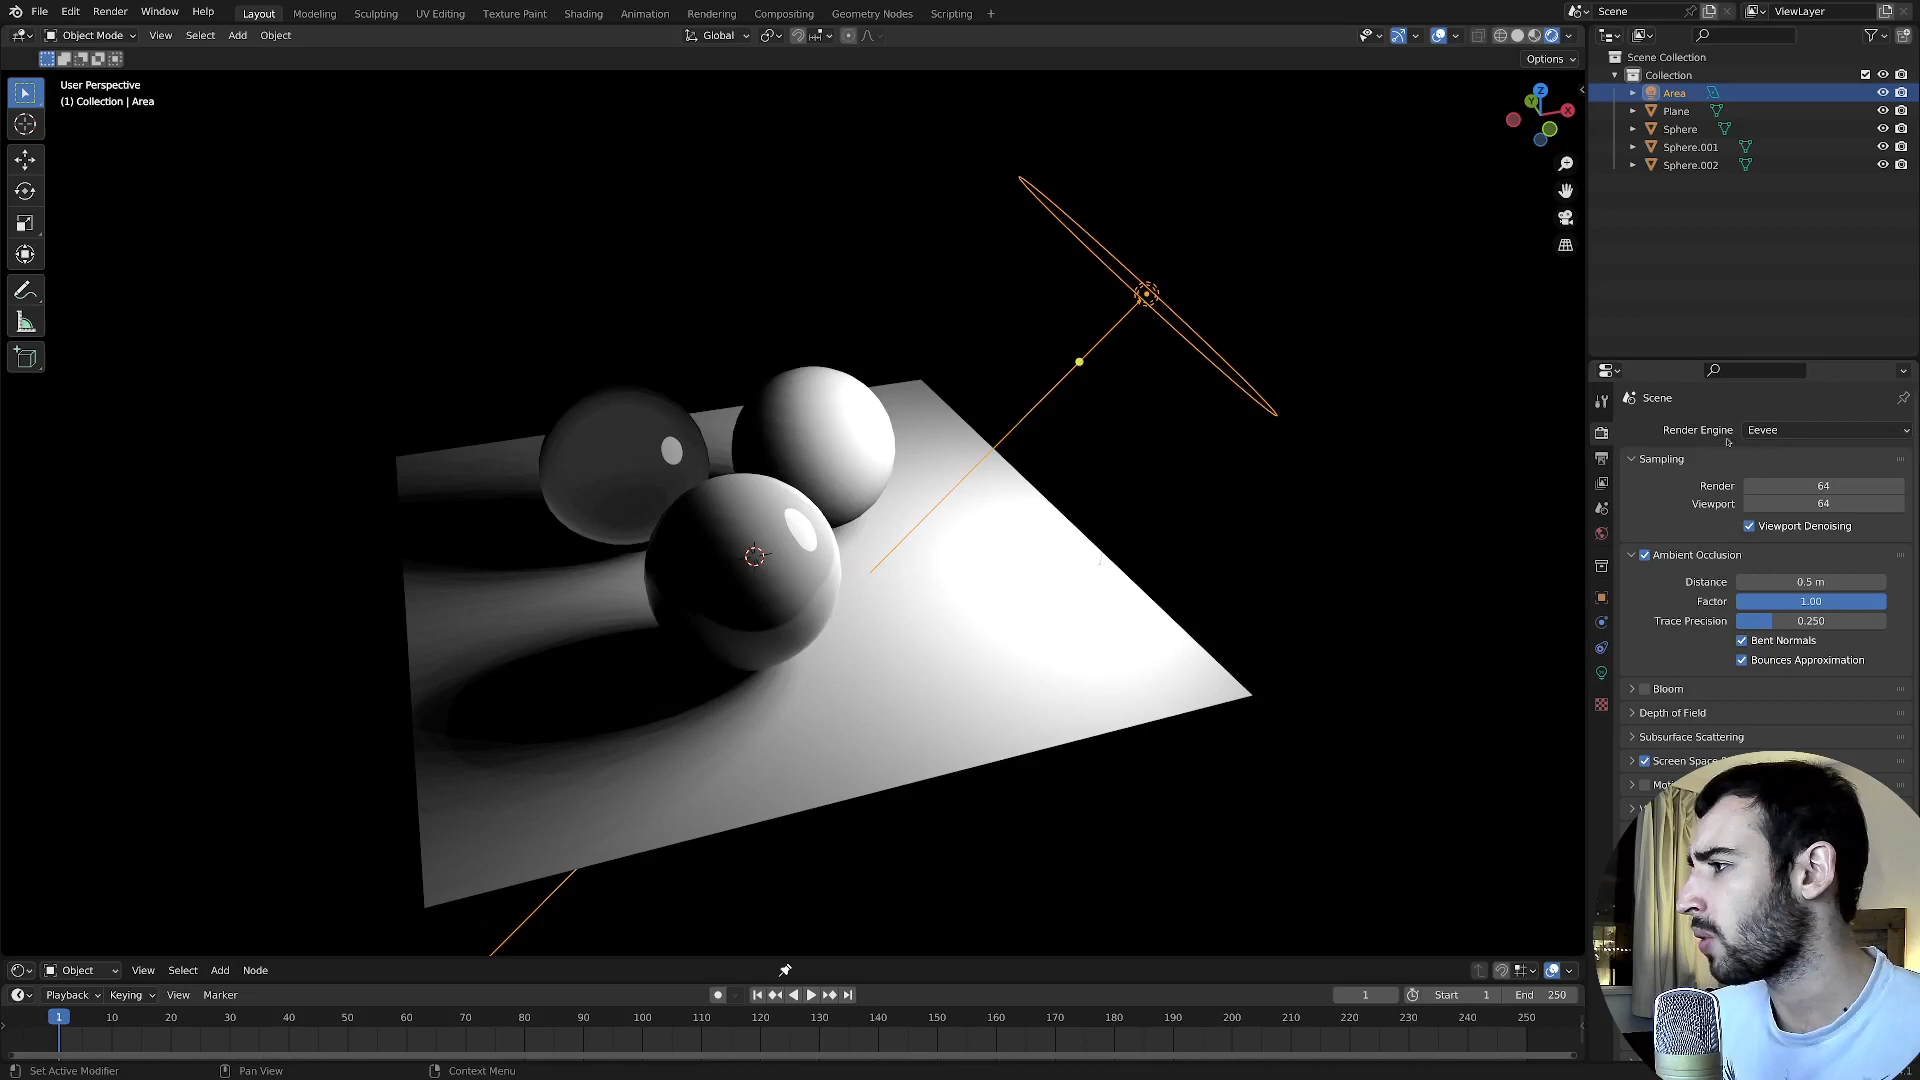 File Edit Render Window Help Layout Modeling Sculpting UV Editing Texture Paint Shading Animation Rendering Compositing Geometry Nodes Scripting + Scene ViewLayer
Object Mode View Select Add Object Global
Options
User Perspective
(1) Collection | Area
Z
Y
X
Scene Collection
Collection
Area
Plane
Sphere
Sphere.001
Sphere.002
Scene
Render Engine Eevee
Sampling
Render 64
Viewport 64
Viewport Denoising
Ambient Occlusion
Distance 0.5 m
Factor 1.00
Trace Precision 0.250
Bent Normals
Bounces Approximation
Bloom
Depth of Field
Subsurface Scattering
Screen Space
Object View Select Add Node
Playback Keying View Marker 1 Start 1 End 250
1 10 20 30 40 50 60 70 80 90 100 110 120 130 140 150 160 170 180 190 200 210 220 230 240 250
Set Active Modifier Pan View Context Menu